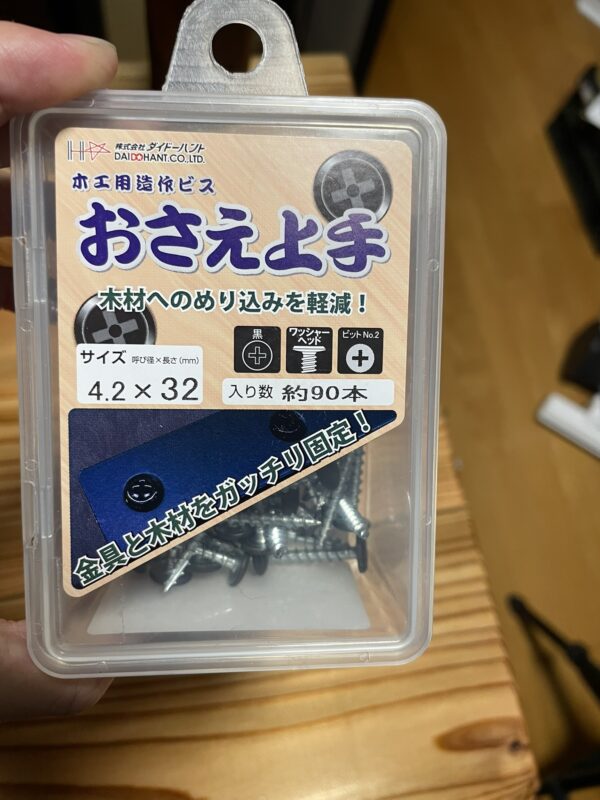 株式会社 ダイドーハント
DAIDOHANT.CO.,LTD.
木工用造作ビス
おさえ上手
木材へのめり込みを軽減!
黒
ワッシャーヘッド
ビットNo.2
サイズ 呼び径×長さ(mm)
4.2×32
入り数 約90本
金具と木材をガッチリ固定!